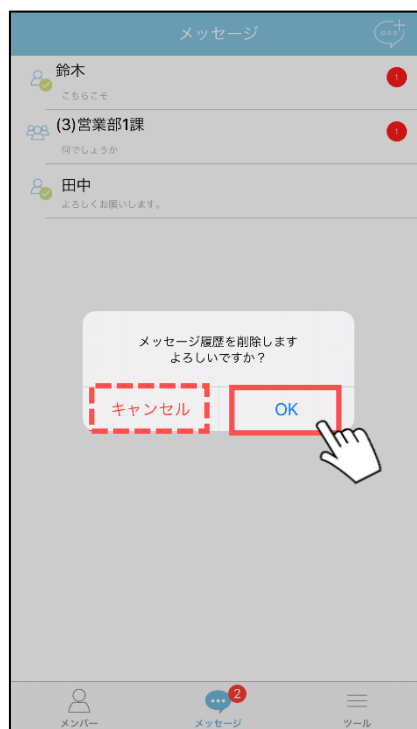 メッセージ
鈴木
1
こちらこそ
(3)営業部1課
1
何でしょうか
田中
よろしくお願いします。
メッセージ履歴を削除します
よろしいですか？
キャンセル
OK
2
メンバー
メッセージ
ツール